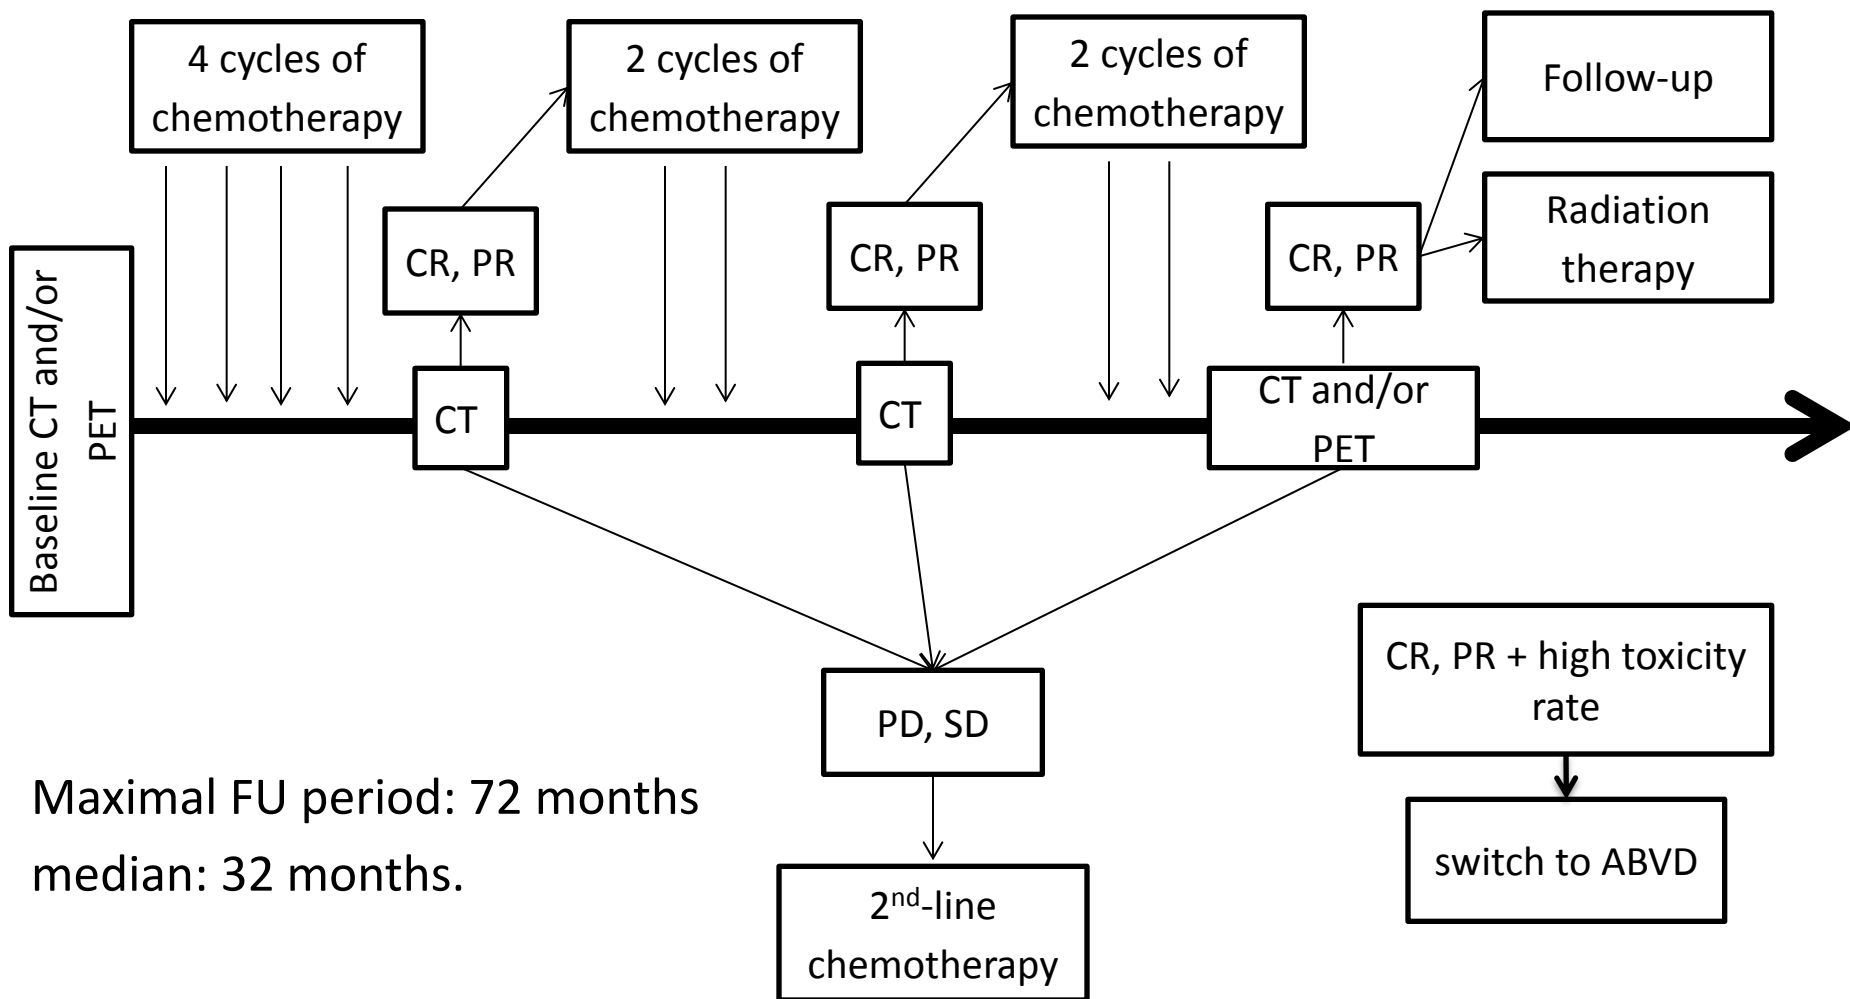 4 cycles of
chemotherapy
2 cycles of
chemotherapy
2 cycles of
chemotherapy
Follow-up
Radiation
therapy
CR, PR
CR, PR
CR, PR
Baseline CT and/or
PET
CT
CT
CT and/or
PET
PD, SD
2nd-line
chemotherapy
CR, PR + high toxicity
rate
switch to ABVD
Maximal FU period: 72 months
median: 32 months.